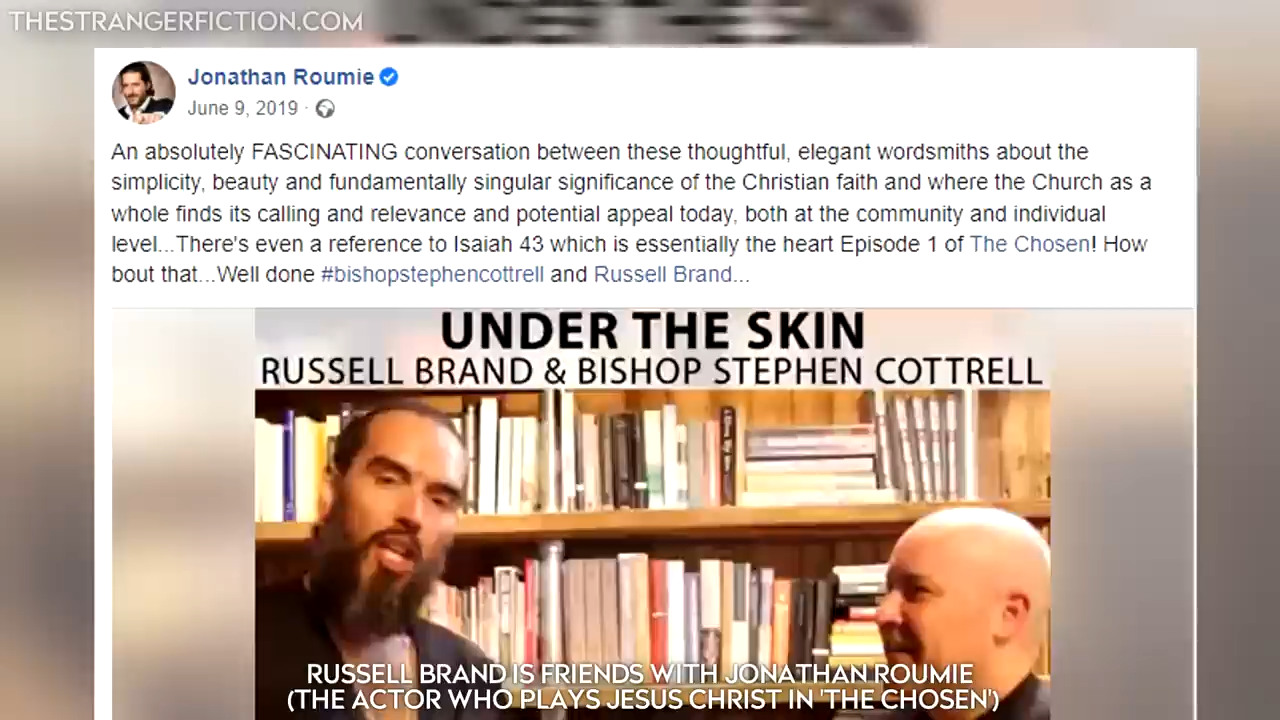 THESTRANGERFICTION.COM
Jonathan Roumie
June 9, 2019 ·
An absolutely FASCINATING conversation between these thoughtful, elegant wordsmiths about the
simplicity, beauty and fundamentally singular significance of the Christian faith and where the Church as a
whole finds its calling and relevance and potential appeal today, both at the community and individual
level...There's even a reference to Isaiah 43 which is essentially the heart Episode 1 of The Chosen! How
bout that...Well done #bishopstephencottrell and Russell Brand...
UNDER THE SKIN
RUSSELL BRAND & BISHOP STEPHEN COTTRELL
RUSSELL BRAND IS FRIENDS WITH JONATHAN ROUMIE
(THE ACTOR WHO PLAYS JESUS CHRIST IN 'THE CHOSEN')